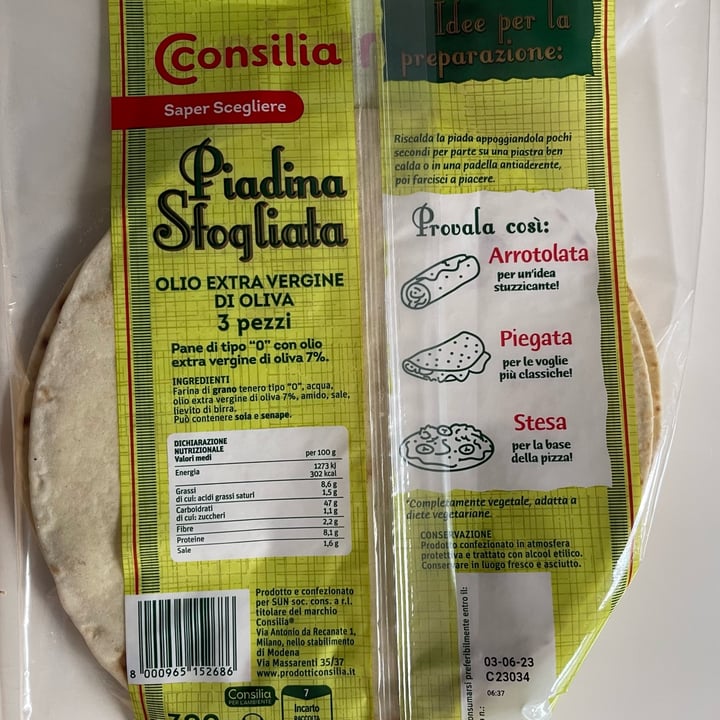 Consilia
Saper Scegliere
Piadina
Sfogliata
OLIO EXTRA VERGINE
DI OLIVA
3 pezzi
Pane di tipo "0" con olio
extra vergine di oliva 7%.
INGREDIENTI
Farina di grano tenero tipo "0", acqua,
olio extra vergine di oliva 7%, amido, sale,
lievito di birra.
Può contenere soia e senape.
DICHIARAZIONE
NUTRIZIONALE
Valori medi per 100 g
Energia 1273 kJ
302 kcal
Grassi 8,6 g
di cui: acidi grassi saturi 1,5 g
Carboidrati 47 g
di cui: zuccheri 1,1 g
Fibre 2,2 g
Proteine 8,1 g
Sale 1,6 g
8 000965 152686
Prodotto e confezionato
per SUN soc. cons. a r.l.
titolare del marchio
Consilia®
Via Antonio da Recanate 1,
Milano, nello stabilimento
di Modena
Via Massarenti 35/37
www.prodotticonsilia.it
Consilia
PER L'AMBIENTE
7
Incarto
RACCOLTA
Idee per la
preparazione:
Riscalda la piada appoggiandola pochi
secondi per parte su una piastra ben
calda o in una padella antiaderente,
poi farcisci a piacere.
Provala così:
Arrotolata
per un'idea
stuzzicante!
Piegata
per le voglie
più classiche!
Stesa
per la base
della pizza!
*Completamente vegetale, adatta a
diete vegetariane.
CONSERVAZIONE
Prodotto confezionato in atmosfera
protettiva e trattato con alcool etilico.
Conservare in luogo fresco e asciutto.
nsumarsi preferibilmente entro il:
03-06-23
C23034
06:37